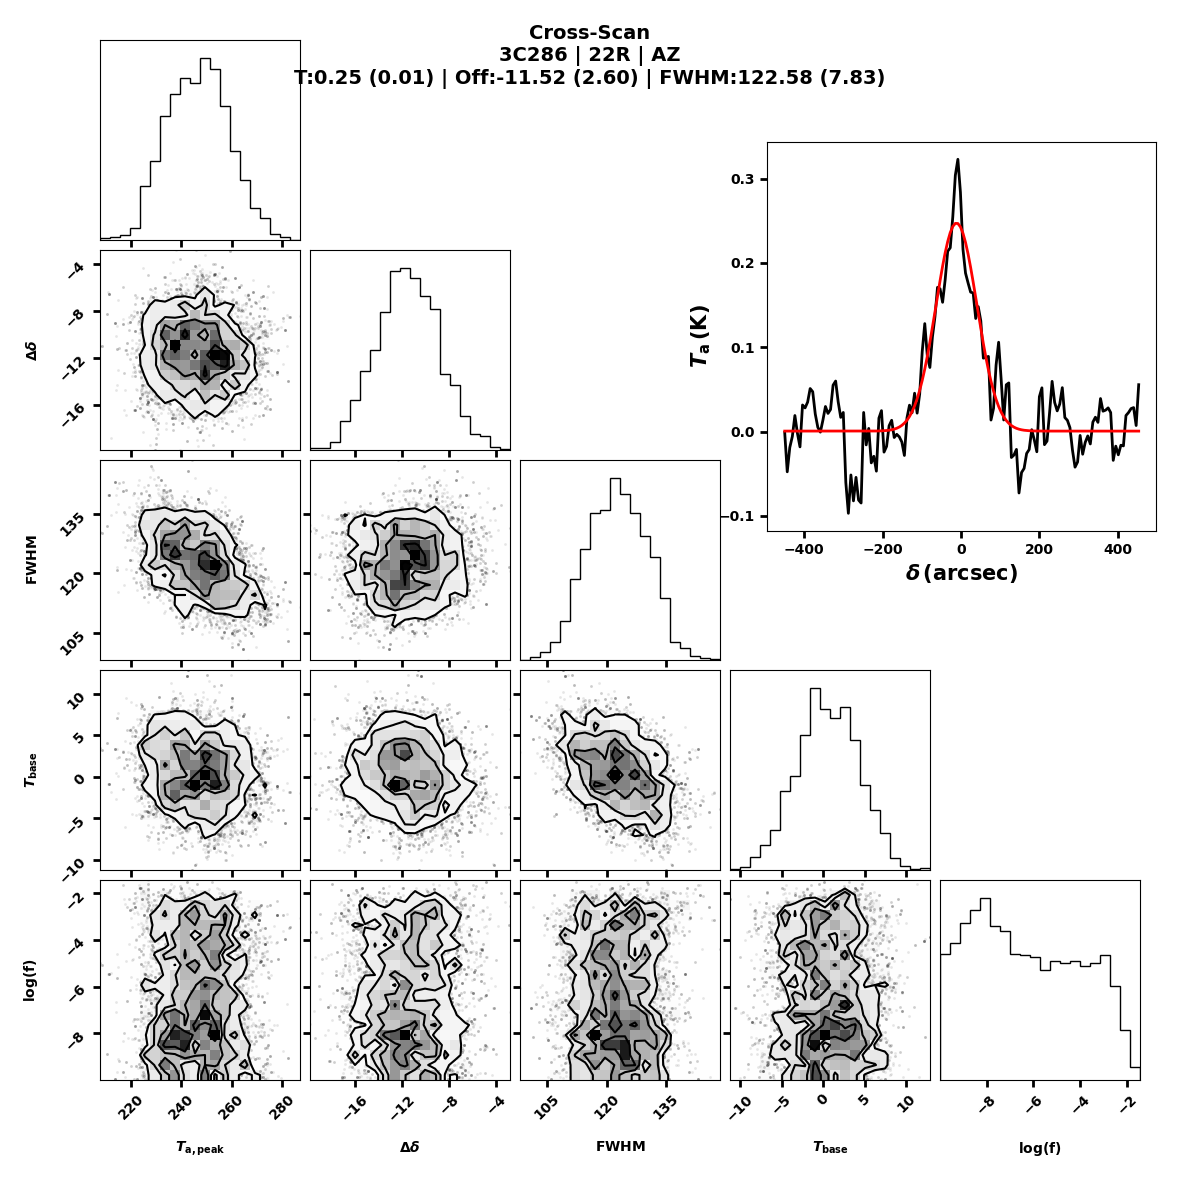 Cross-Scan
3C286 | 22R | AZ
T:0.25 (0.01) | Off:-11.52 (2.60) | FWHM:122.58 (7.83)
0.3
0.2
0.1
0.0
−0.1
Ta (K)
−400 −200 0 200 400
δ (arcsec)
−4
−8
−12
−16
Δδ
135
120
105
FWHM
10
5
0
−5
−10
Tbase
−2
−4
−6
−8
log(f)
220 240 260 280
−16 −12 −8 −4
105 120 135
−10 −5 0 5 10
−8 −6 −4 −2
Ta,peak
Δδ
FWHM
Tbase
log(f)